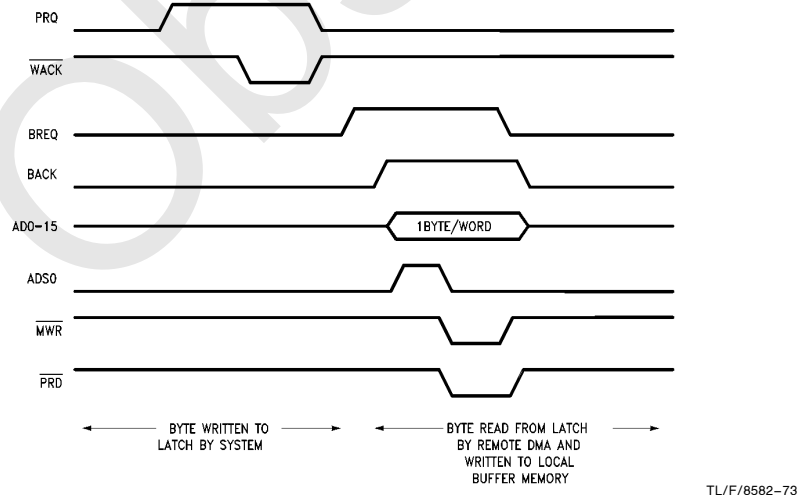 PRQ
WACK
BREQ
BACK
AD0-15
1BYTE/WORD
ADS0
MWR
PRD
BYTE WRITTEN TO
LATCH BY SYSTEM
BYTE READ FROM LATCH
BY REMOTE DMA AND
WRITTEN TO LOCAL
BUFFER MEMORY
TL/F/8582-73